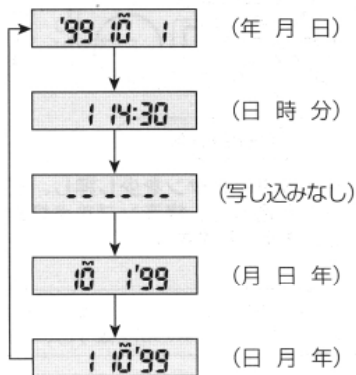 '99 10 M 1 (年 月 日)
1 14:30 (日 時 分)
-- -- -- (写し込みなし)
10 M 1 '99 (月 日 年)
1 10 M '99 (日 月 年)